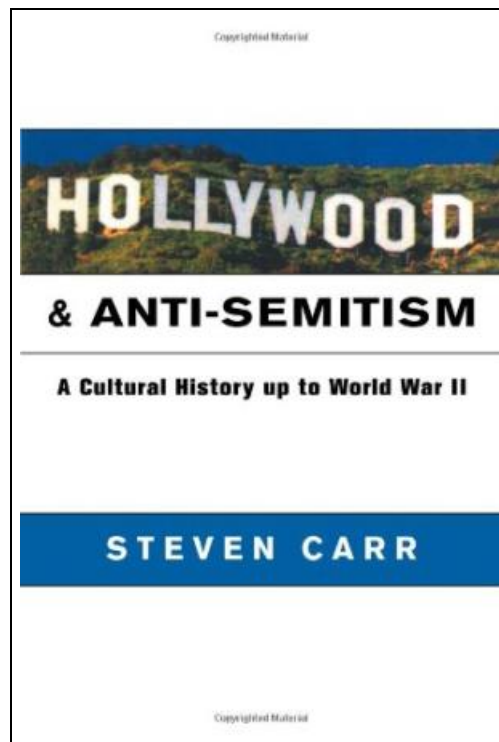 Copyrighted Material
HOLLYWOOD
& ANTI-SEMITISM
A Cultural History up to World War II
STEVEN CARR
Copyrighted Material